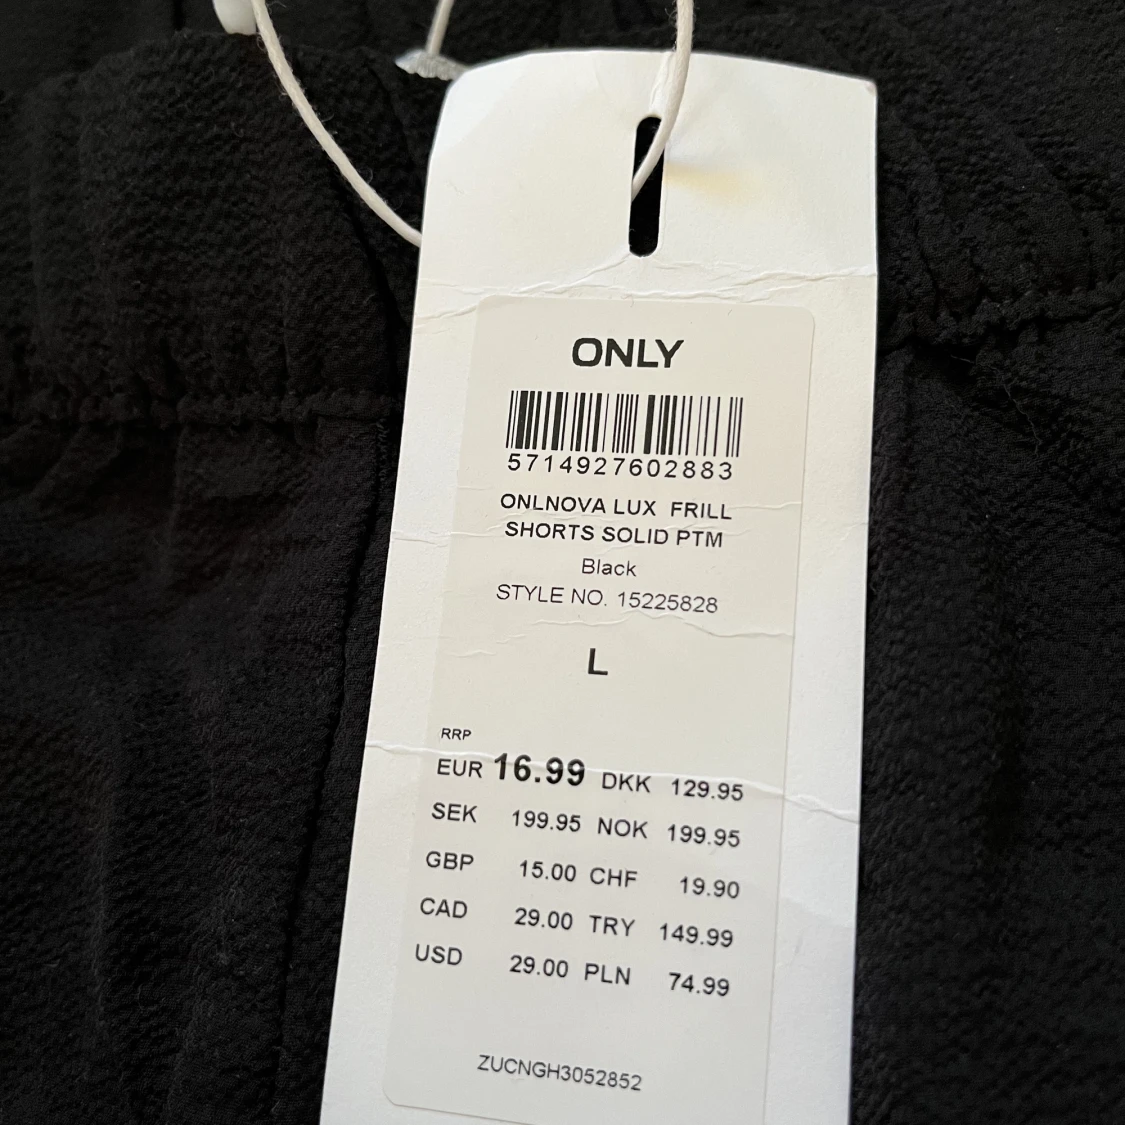 ONLY
5714927602883
ONLNOVA LUX FRILL
SHORTS SOLID PTM
Black
STYLE NO. 15225828
L
RRP
EUR 16.99 DKK 129.95
SEK 199.95 NOK 199.95
GBP 15.00 CHF 19.90
CAD 29.00 TRY 149.99
USD 29.00 PLN 74.99
ZUCNGH3052852